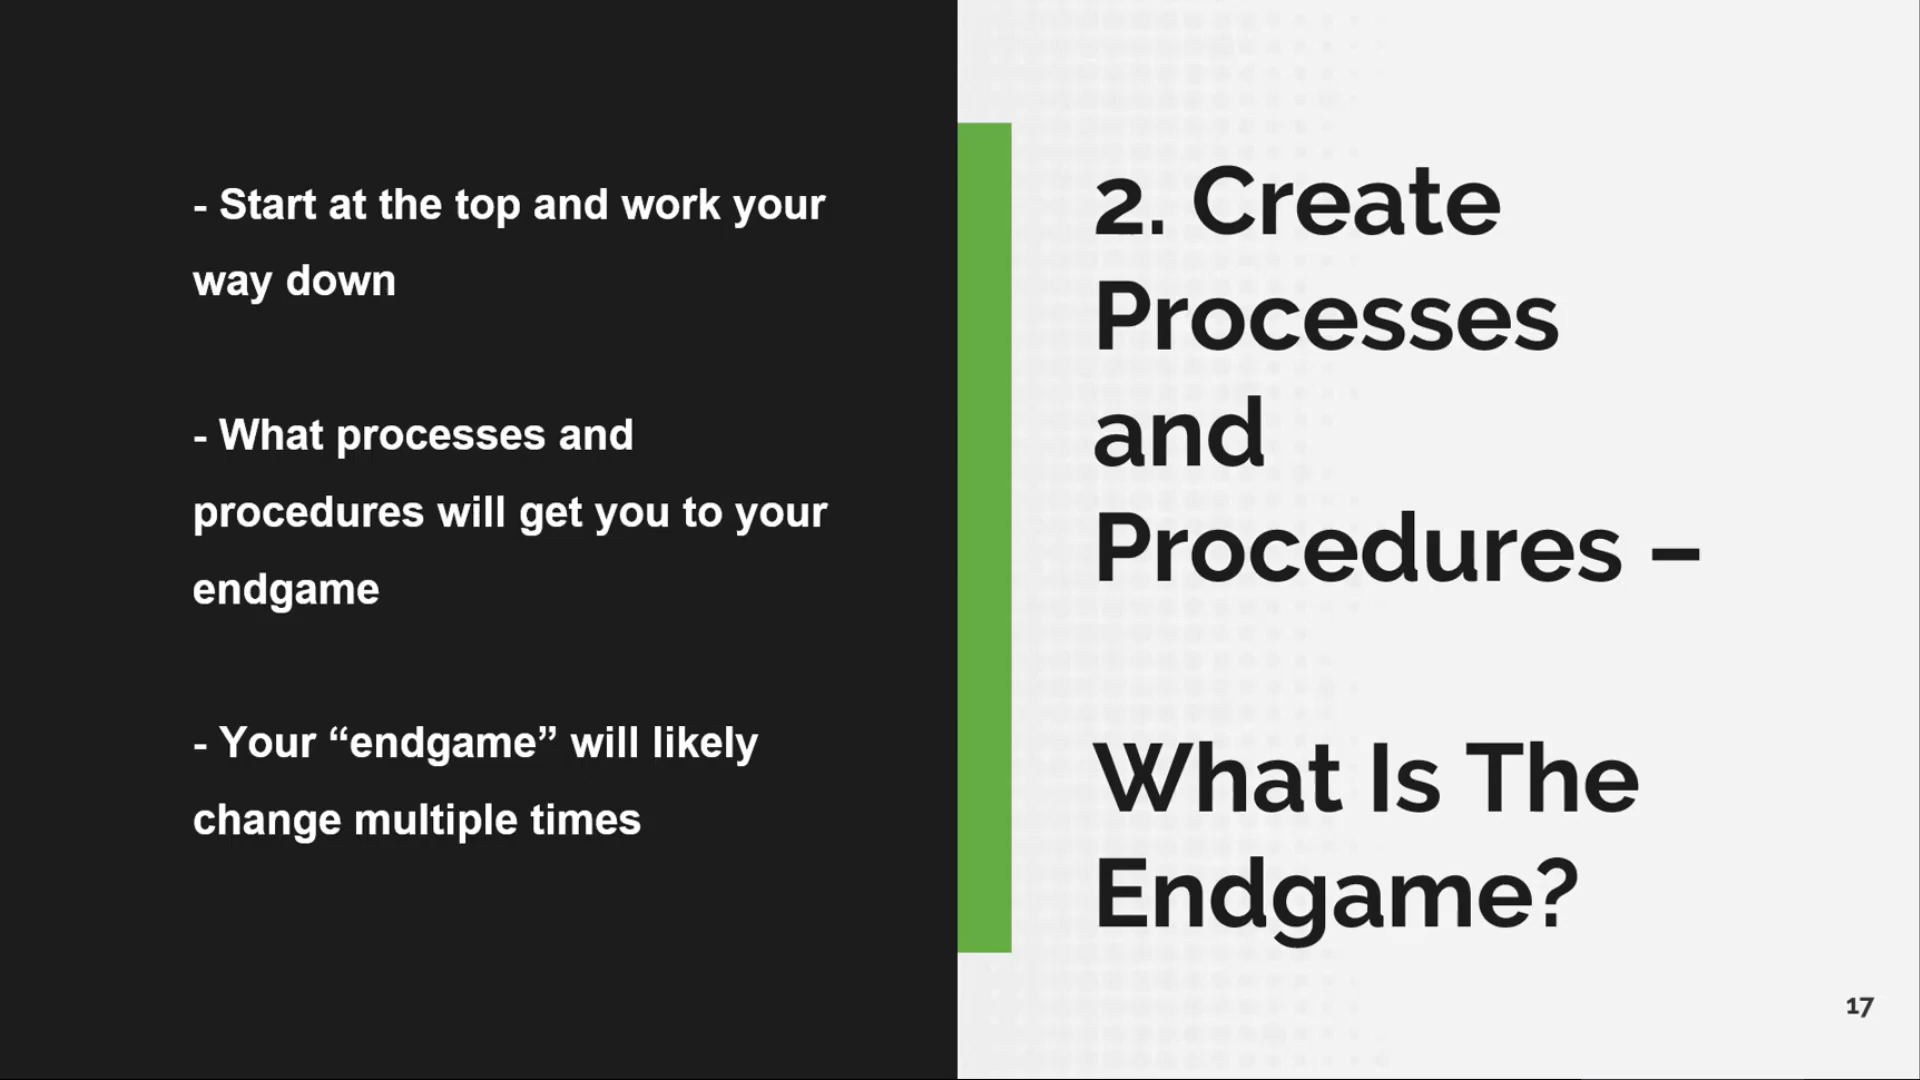 - Start at the top and work your
way down
- What processes and
procedures will get you to your
endgame
- Your “endgame” will likely
change multiple times
2. Create
Processes
and
Procedures –
What Is The
Endgame?
17